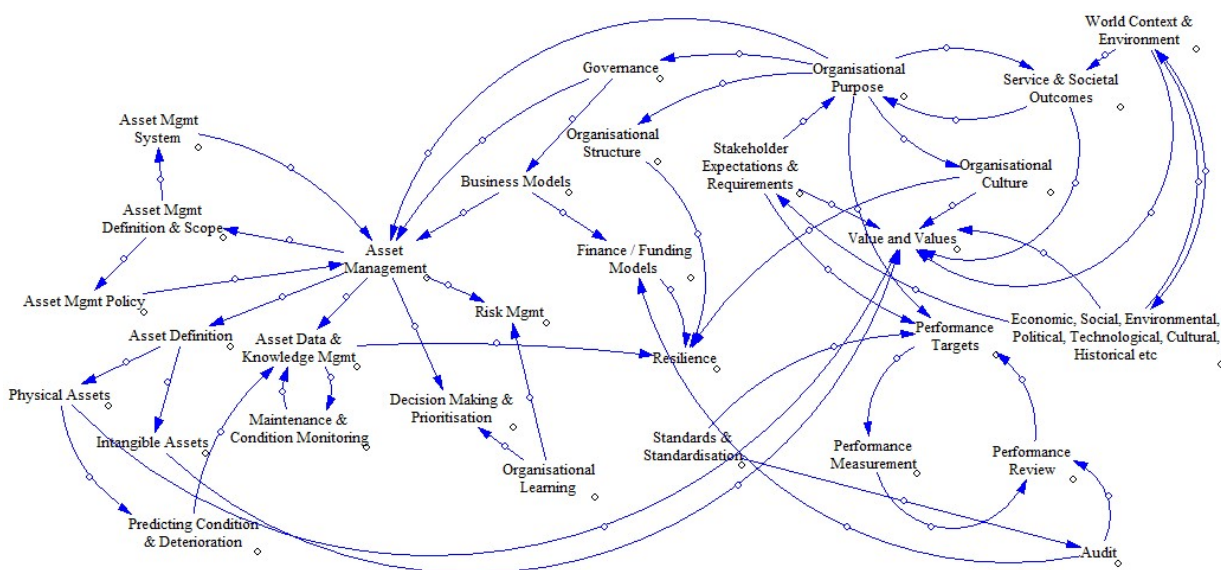 World Context &
Environment
Governance
Organisational
Purpose
Service & Societal
Outcomes
Asset Mgmt
System
Organisational
Structure
Stakeholder
Expectations &
Requirements
Organisational
Culture
Business Models
Asset Mgmt
Definition & Scope
Value and Values
Asset
Management
Finance / Funding
Models
Asset Mgmt Policy
Risk Mgmt
Economic, Social, Environmental,
Political, Technological, Cultural,
Historical etc
Asset Definition
Asset Data &
Knowledge Mgmt
Performance
Targets
Resilience
Physical Assets
Decision Making &
Prioritisation
Maintenance &
Condition Monitoring
Intangible Assets
Standards &
Standardisation
Performance
Measurement
Performance
Review
Organisational
Learning
Predicting Condition
& Deterioration
Audit